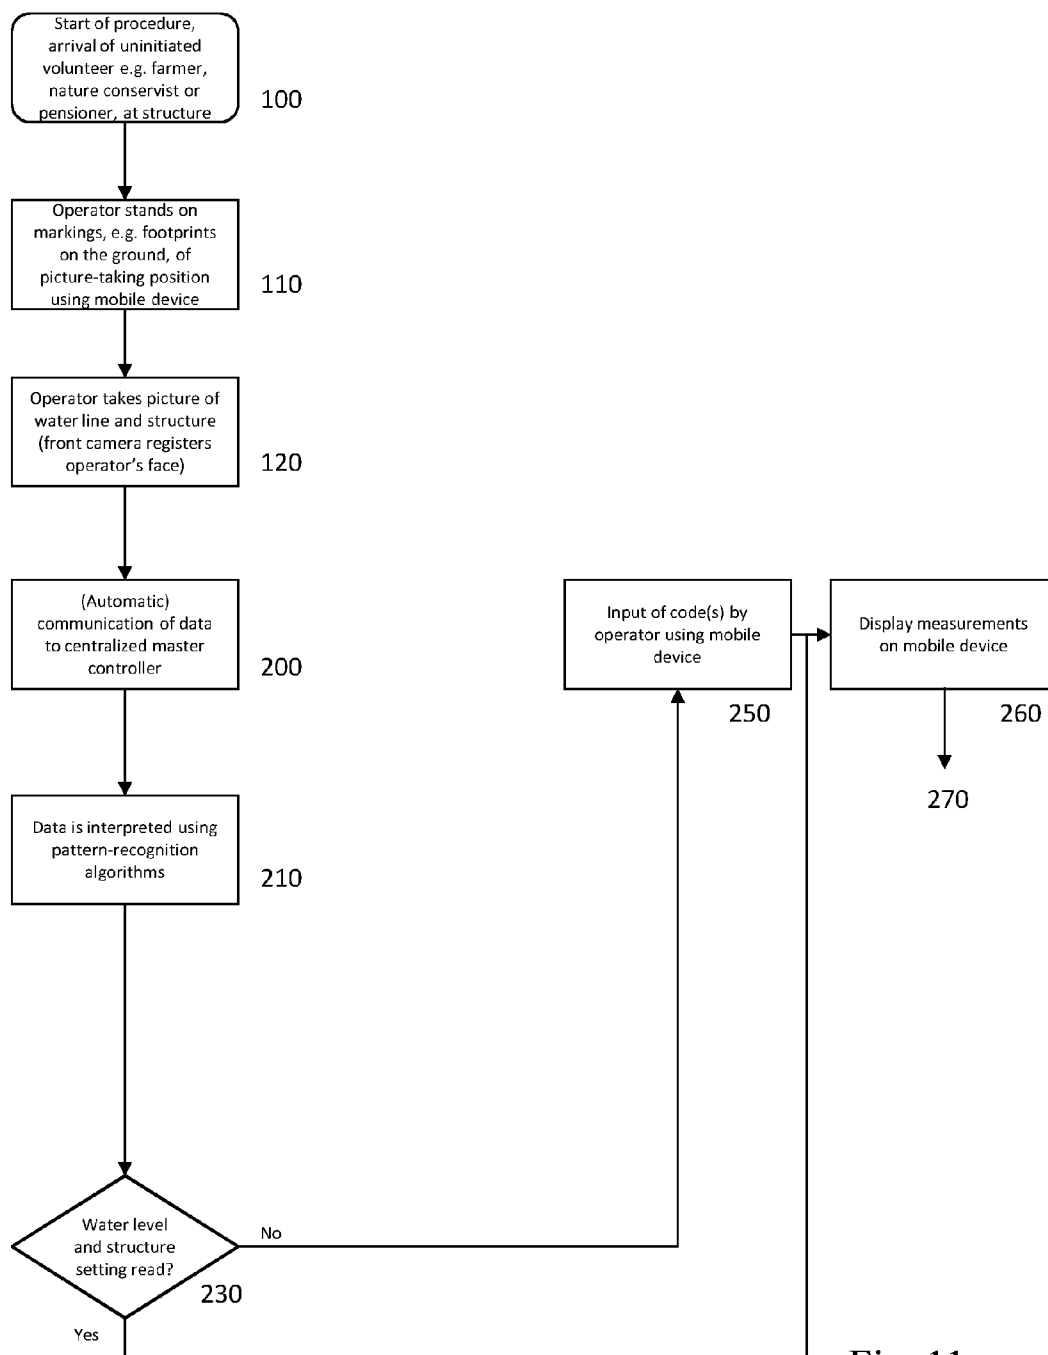 Start of procedure,
arrival of uninitiated
volunteer e.g. farmer,
nature conservist or
pensioner, at structure
100
Operator stands on
markings, e.g. footprints
on the ground, of
picture-taking position
using mobile device
110
Operator takes picture of
water line and structure
(front camera registers
operator's face)
120
(Automatic)
communication of data
to centralized master
controller
200
Input of code(s) by
operator using mobile
device
250
Display measurements
on mobile device
260
270
Data is interpreted using
pattern-recognition
algorithms
210
Water level
and structure
setting read?
230
No
Yes